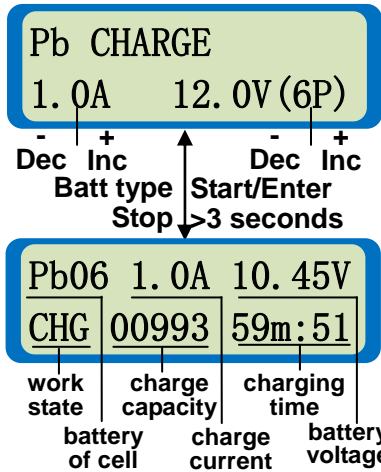 Pb CHARGE
1.0A 12.0V(6P)
- + - +
Dec Inc Dec Inc
Batt type Start/Enter
Stop >3 seconds
Pb06 1.0A 10.45V
CHG 00993 59m:51
work charge charging
state capacity time
battery charge battery
of cell current voltage